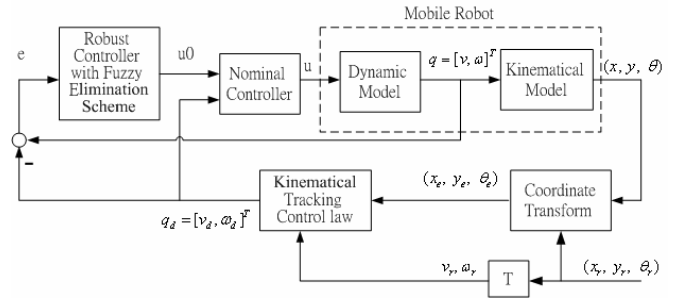 Mobile Robot
e
Robust
Controller
with Fuzzy
Elimination
Scheme
u0
Nominal
Controller
u
Dynamic
Model
q = [v, ω]^T
Kinematical
Model
(x, y, θ)
−
q_d = [v_d, ω_d]^T
Kinematical
Tracking
Control law
(x_e, y_e, θ_e)
Coordinate
Transform
v_r, ω_r
T
(x_r, y_r, θ_r)